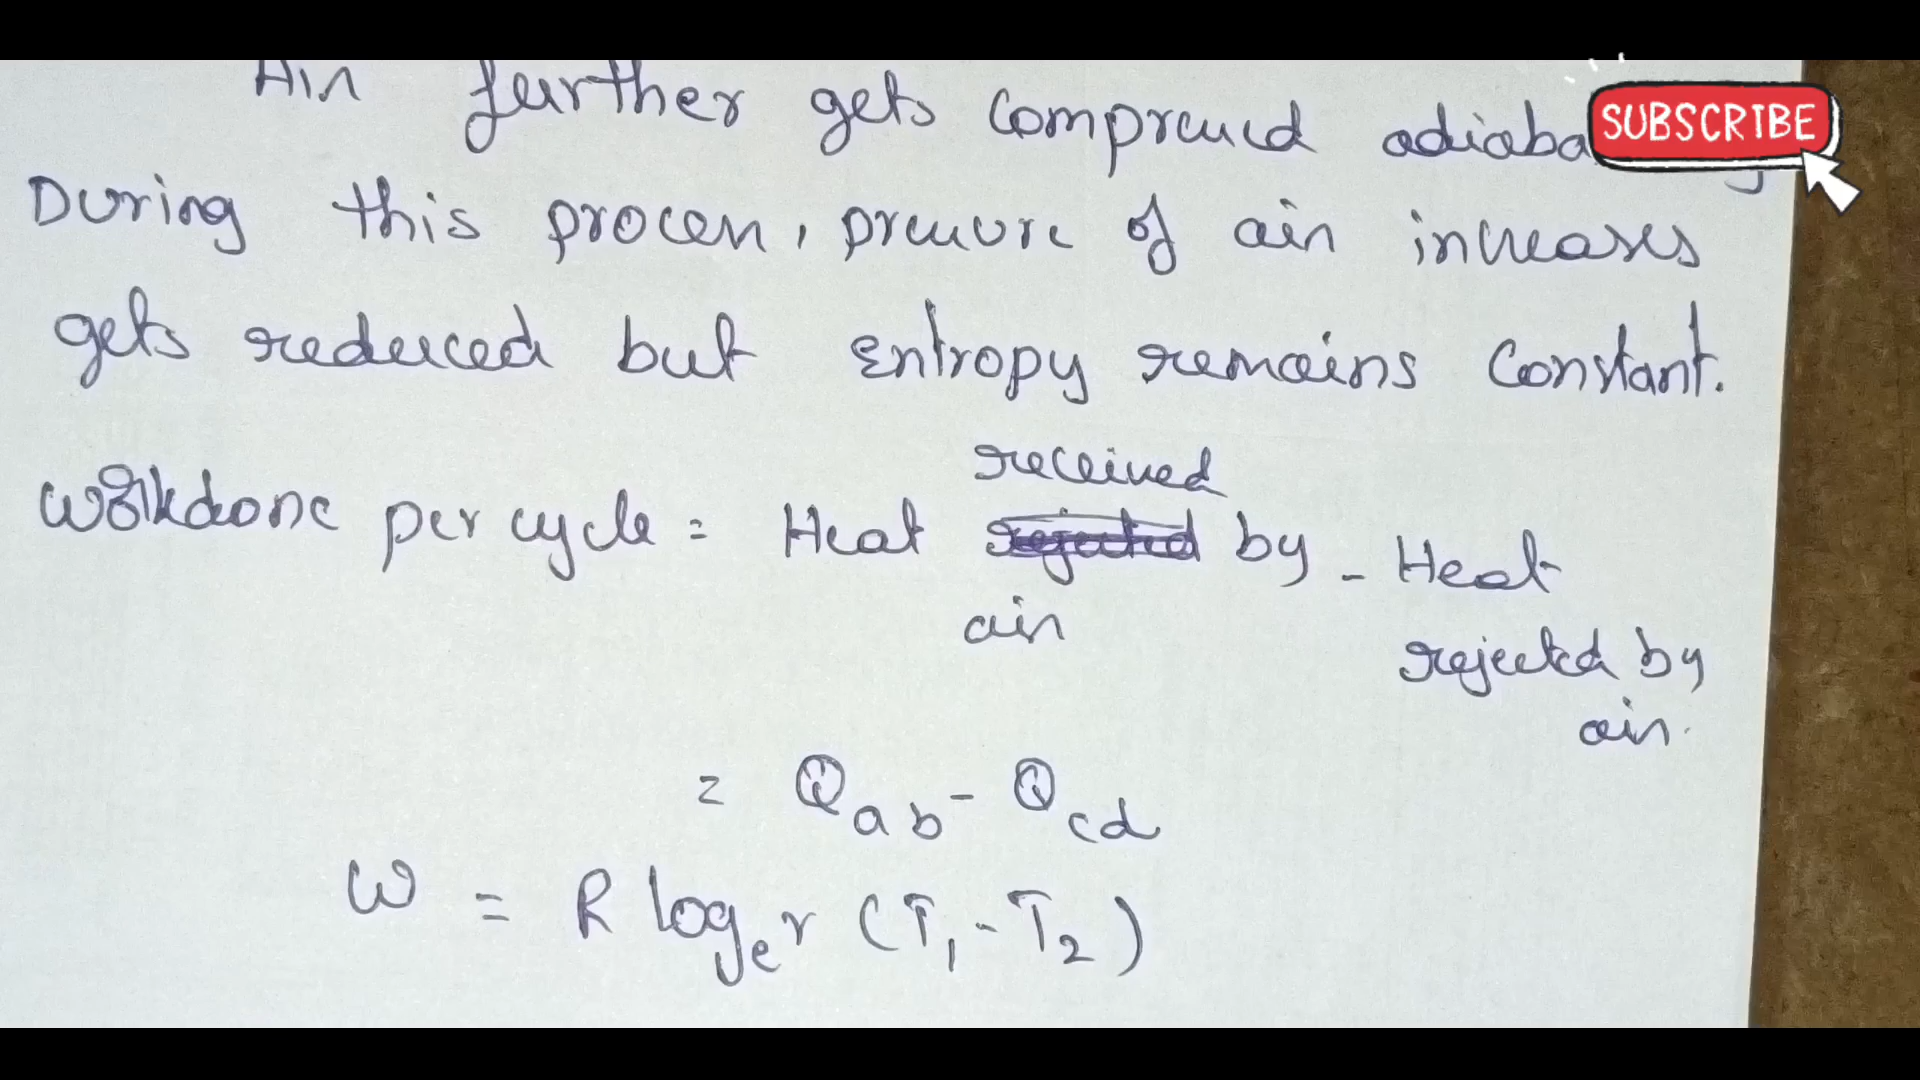 Air further gets compressed adiaba
SUBSCRIBE
During this process, pressure of air increases
gets reduced but entropy remains constant.
received
Workdone per cycle = Heat rejected by - Heat
air
rejected by
air.
= Qab - Qcd
W = R logₑr (T₁ - T₂)